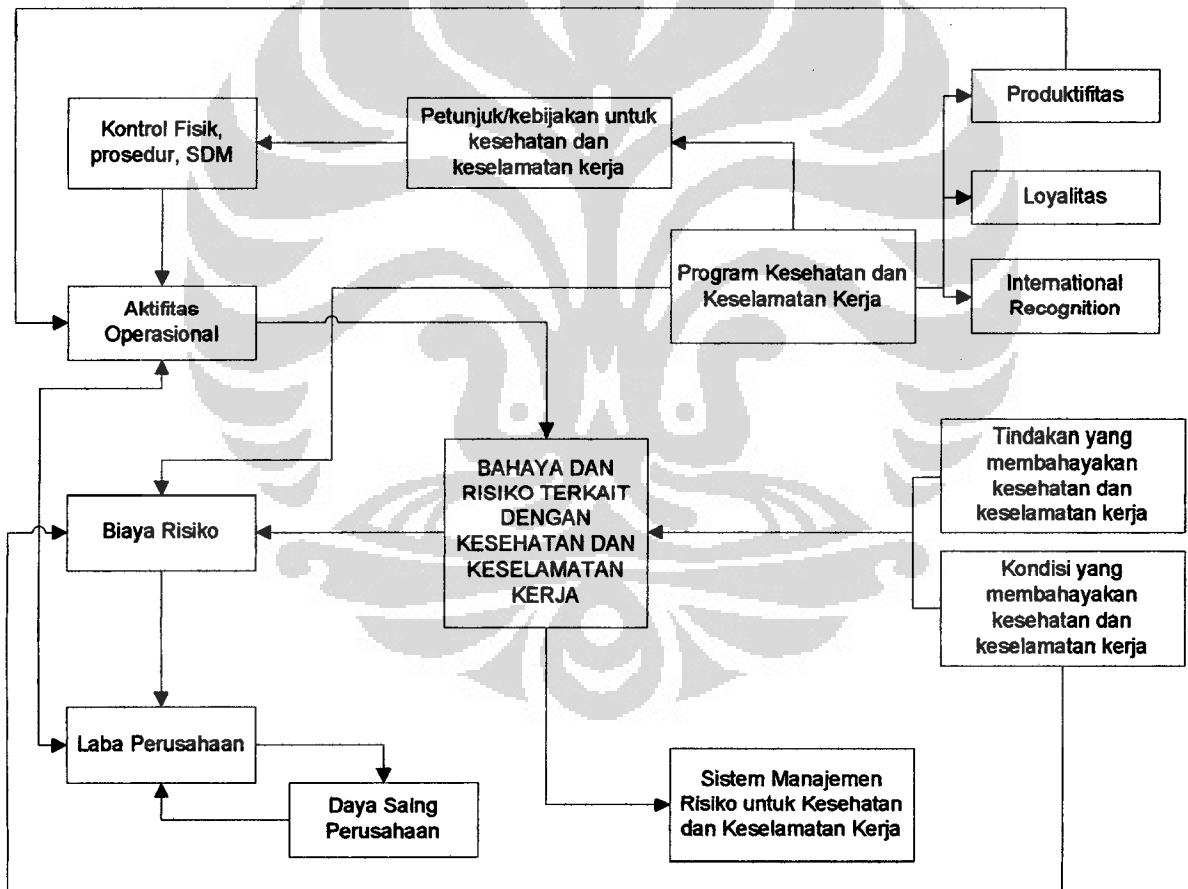 Produktifitas
Kontrol Fisik,
prosedur, SDM
Petunjuk/kebijakan untuk
kesehatan dan
keselamatan kerja
Loyalitas
Program Kesehatan dan
Keselamatan Kerja
International
Recognition
Aktifitas
Operasional
Tindakan yang
membahayakan
kesehatan dan
keselamatan kerja
BAHAYA DAN
RISIKO TERKAIT
DENGAN
KESEHATAN DAN
KESELAMATAN
KERJA
Biaya Risiko
Kondisi yang
membahayakan
kesehatan dan
keselamatan kerja
Laba Perusahaan
Daya Saing
Perusahaan
Sistem Manajemen
Risiko untuk Kesehatan
dan Keselamatan Kerja